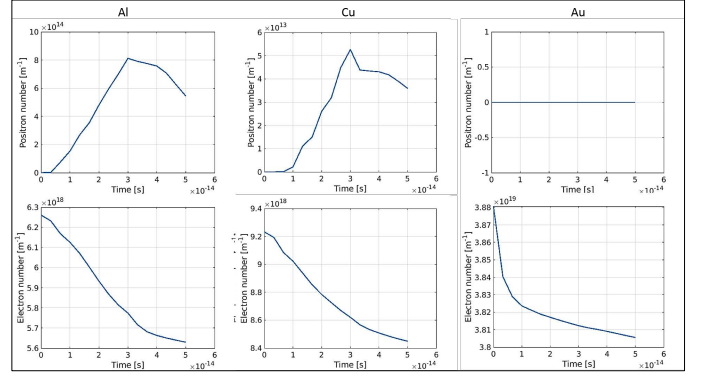 Al Cu Au
×10^14
Positron number [m^-1]
10
8
6
4
2
0
0 1 2 3 4 5 6
Time [s] ×10^-14
×10^13
Positron number [m^-1]
6
5
4
3
2
1
0
0 1 2 3 4 5 6
Time [s] ×10^-14
Positron number [m^-1]
1
0.5
0
-0.5
-1
0 1 2 3 4 5 6
Time [s] ×10^-14
×10^18
Electron number [m^-1]
6.3
6.2
6.1
6
5.9
5.8
5.7
5.6
0 1 2 3 4 5 6
Time [s] ×10^-14
×10^18
Electron number [m^-1]
9.4
9.2
9
8.8
8.6
8.4
0 1 2 3 4 5 6
Time [s] ×10^-14
×10^19
Electron number [m^-1]
3.88
3.87
3.86
3.85
3.84
3.83
3.82
3.81
3.8
0 1 2 3 4 5 6
Time [s] ×10^-14